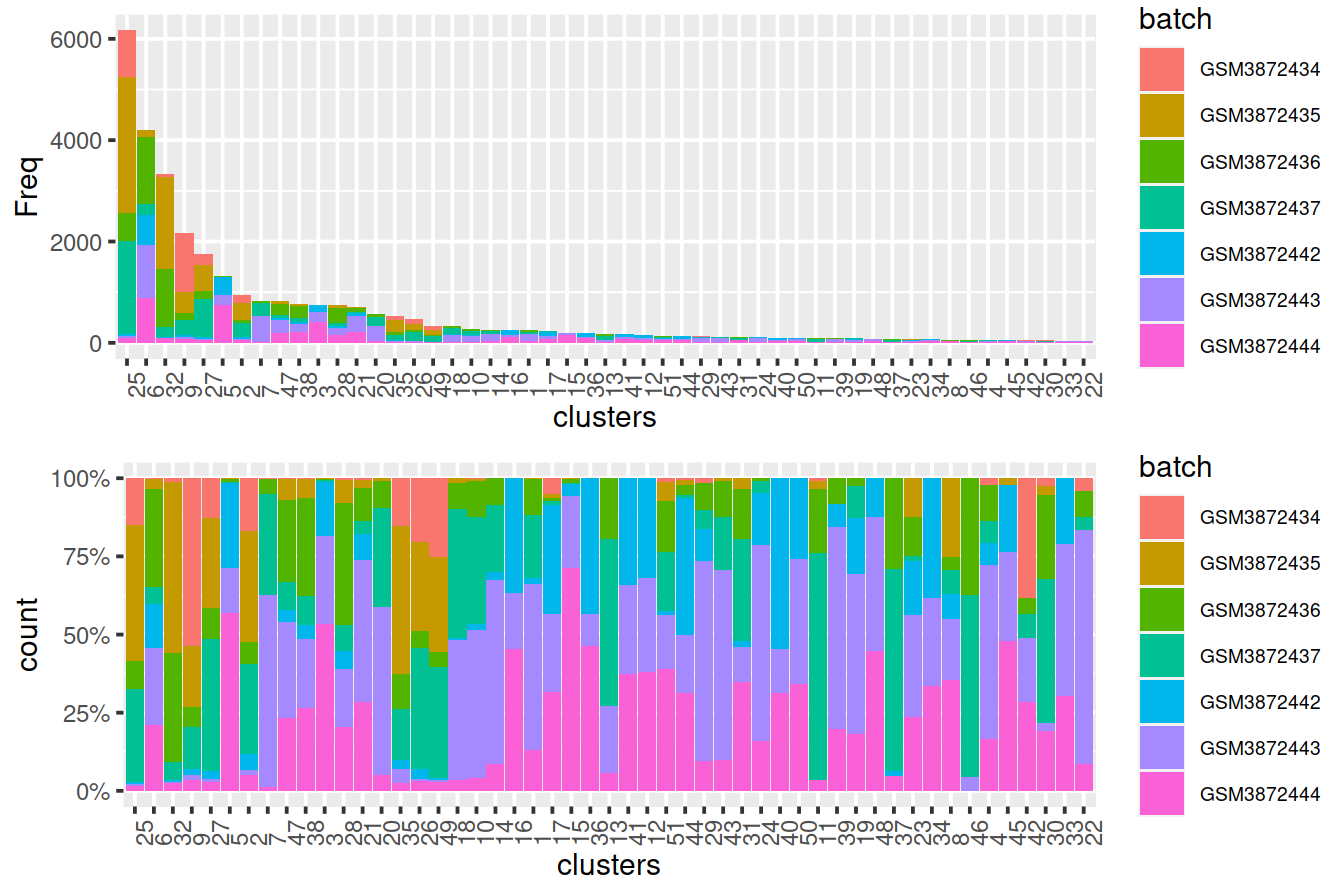 batch
GSM3872434
GSM3872435
GSM3872436
GSM3872437
GSM3872442
GSM3872443
GSM3872444
Freq
6000
4000
2000
0
25 6 32 9 27 5 2 7 47 38 3 28 21 20 35 26 49 18 10 14 16 1 17 15 36 13 41 12 51 44 29 43 31 24 40 50 11 39 19 48 37 23 34 8 46 4 45 42 30 33 22
clusters
batch
GSM3872434
GSM3872435
GSM3872436
GSM3872437
GSM3872442
GSM3872443
GSM3872444
count
100%
75%
50%
25%
0%
25 6 32 9 27 5 2 7 47 38 3 28 21 20 35 26 49 18 10 14 16 1 17 15 36 13 41 12 51 44 29 43 31 24 40 50 11 39 19 48 37 23 34 8 46 4 45 42 30 33 22
clusters